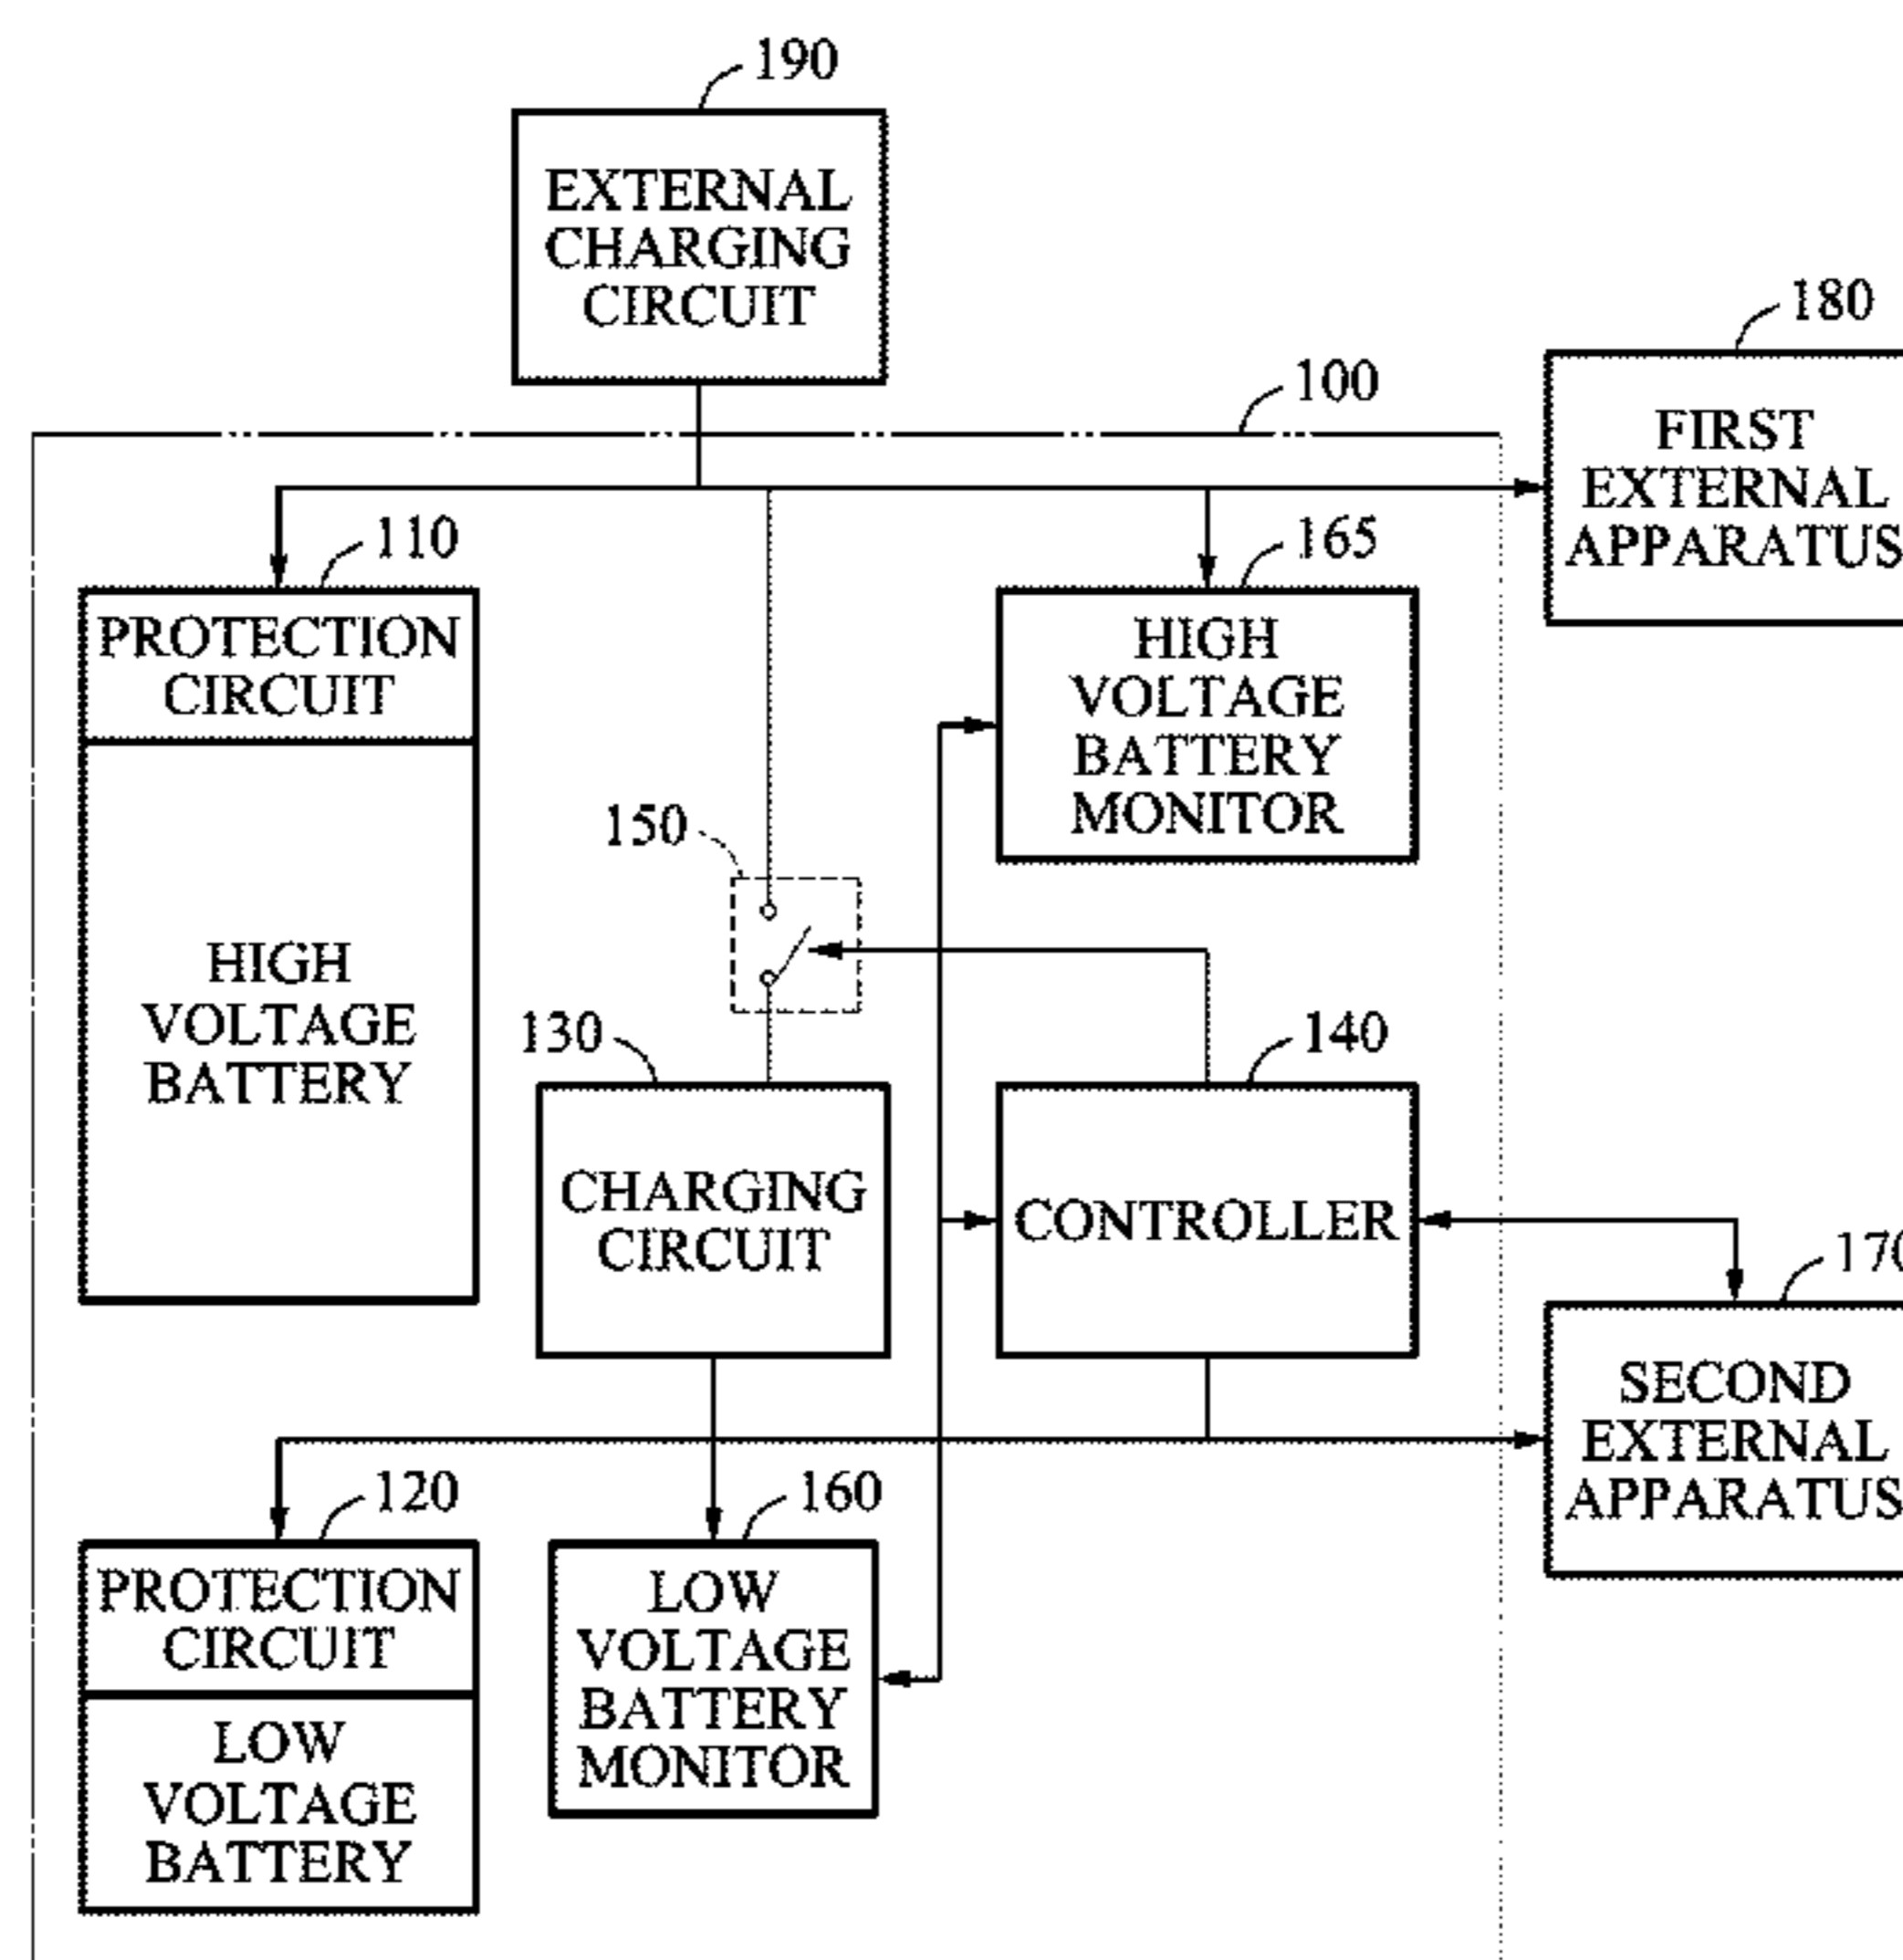 190
EXTERNAL
CHARGING
CIRCUIT
180
FIRST
EXTERNAL
APPARATUS
100
110
PROTECTION
CIRCUIT
HIGH
VOLTAGE
BATTERY
165
HIGH
VOLTAGE
BATTERY
MONITOR
150
130
CHARGING
CIRCUIT
140
CONTROLLER
170
SECOND
EXTERNAL
APPARATUS
120
PROTECTION
CIRCUIT
LOW
VOLTAGE
BATTERY
160
LOW
VOLTAGE
BATTERY
MONITOR